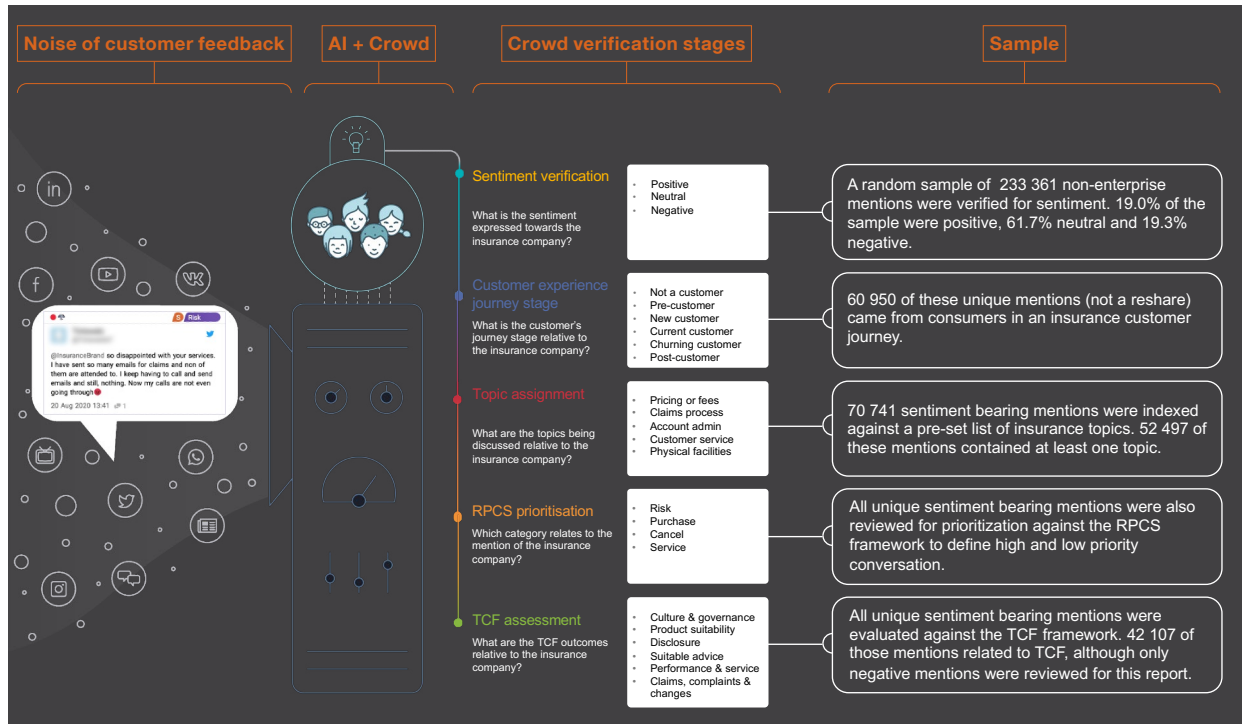 Noise of customer feedback
AI + Crowd
Crowd verification stages
Sample
in
f
S Risk
@InsuranceBrand so disappointed with your services.
I have sent so many emails for claims and non of
them are attended to. I keep having to call and send
emails and still, nothing. Now my calls are not even
going through
20 Aug 2020 13:41 1
Sentiment verification
What is the sentiment
expressed towards the
insurance company?
• Positive
• Neutral
• Negative
A random sample of 233 361 non-enterprise
mentions were verified for sentiment. 19.0% of the
sample were positive, 61.7% neutral and 19.3%
negative.
Customer experience
journey stage
What is the customer's
journey stage relative to
the insurance company?
• Not a customer
• Pre-customer
• New customer
• Current customer
• Churning customer
• Post-customer
60 950 of these unique mentions (not a reshare)
came from consumers in an insurance customer
journey.
Topic assignment
What are the topics being
discussed relative to the
insurance company?
• Pricing or fees
• Claims process
• Account admin
• Customer service
• Physical facilities
70 741 sentiment bearing mentions were indexed
against a pre-set list of insurance topics. 52 497 of
these mentions contained at least one topic.
RPCS prioritisation
Which category relates to the
mention of the insurance
company?
• Risk
• Purchase
• Cancel
• Service
All unique sentiment bearing mentions were also
reviewed for prioritization against the RPCS
framework to define high and low priority
conversation.
TCF assessment
What are the TCF outcomes
relative to the insurance
company?
• Culture & governance
• Product suitability
• Disclosure
• Suitable advice
• Performance & service
• Claims, complaints &
changes
All unique sentiment bearing mentions were
evaluated against the TCF framework. 42 107 of
those mentions related to TCF, although only
negative mentions were reviewed for this report.